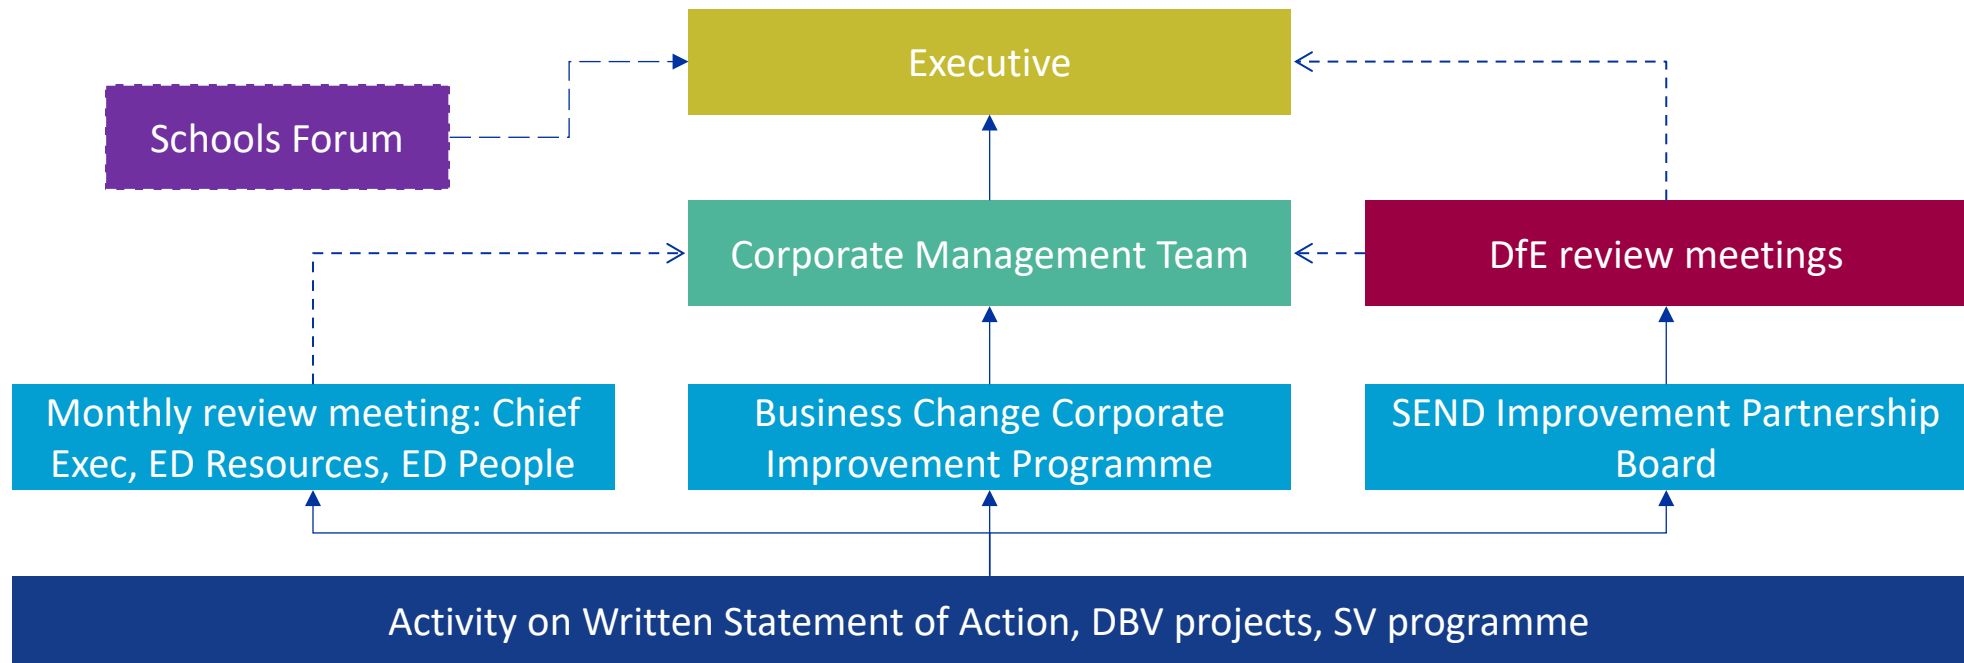 Executive
Schools Forum
Corporate Management Team
DfE review meetings
Monthly review meeting: Chief
Exec, ED Resources, ED People
Business Change Corporate
Improvement Programme
SEND Improvement Partnership
Board
Activity on Written Statement of Action, DBV projects, SV programme